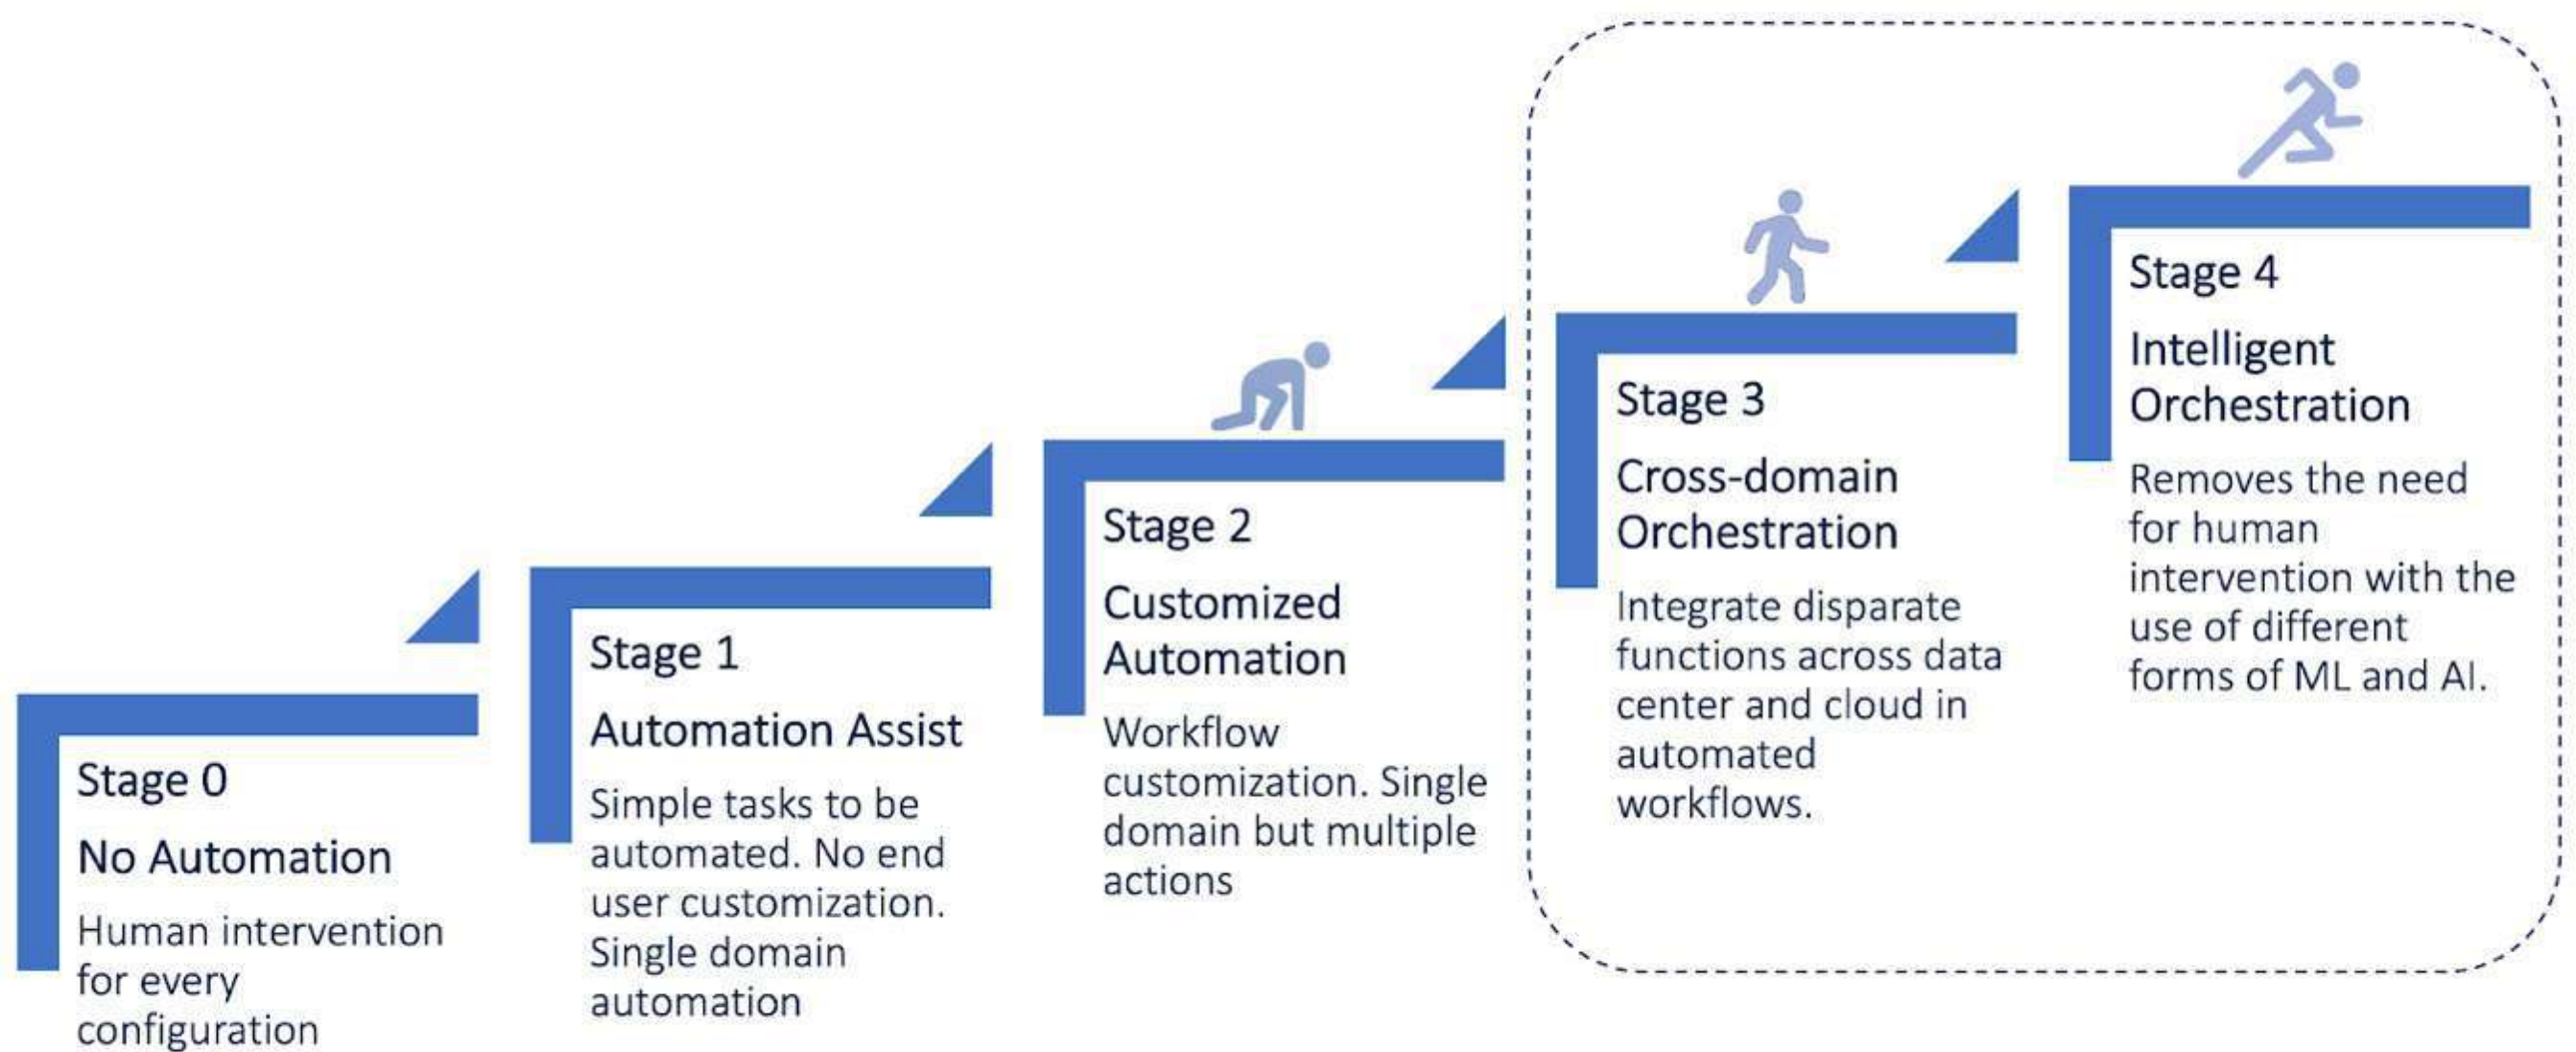 Stage 0
No Automation
Human intervention
for every
configuration
Stage 1
Automation Assist
Simple tasks to be
automated. No end
user customization.
Single domain
automation
Stage 2
Customized
Automation
Workflow
customization. Single
domain but multiple
actions
Stage 3
Cross-domain
Orchestration
Integrate disparate
functions across data
center and cloud in
automated
workflows.
Stage 4
Intelligent
Orchestration
Removes the need
for human
intervention with the
use of different
forms of ML and AI.